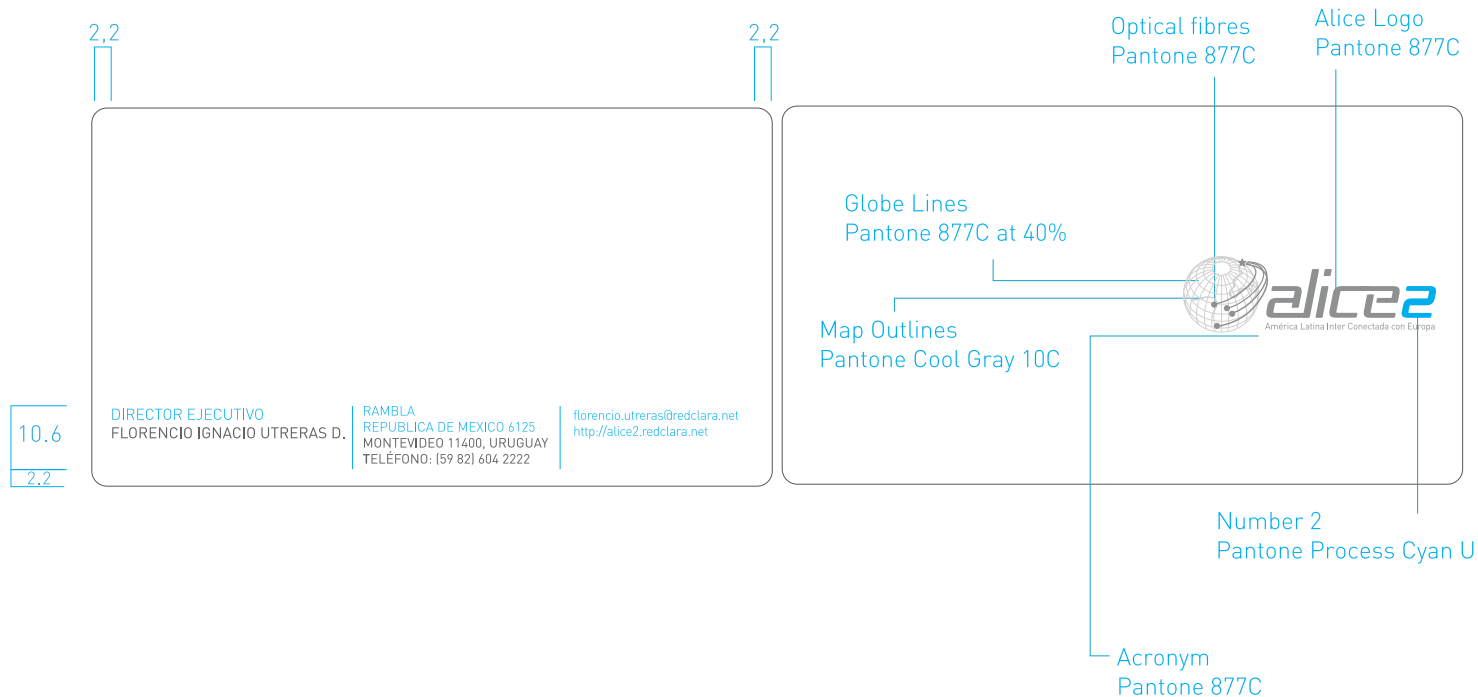 2,2
2,2
Optical fibres
Pantone 877C
Alice Logo
Pantone 877C
Globe Lines
Pantone 877C at 40%
Map Outlines
Pantone Cool Gray 10C
alice2
América Latina Inter Conectada con Europa
10.6
2.2
DIRECTOR EJECUTIVO
FLORENCIO IGNACIO UTRERAS D.
RAMBLA
REPUBLICA DE MEXICO 6125
MONTEVIDEO 11400, URUGUAY
TELÉFONO: (59 82) 604 2222
florencio.utreras@redclara.net
http://alice2.redclara.net
Number 2
Pantone Process Cyan U
Acronym
Pantone 877C